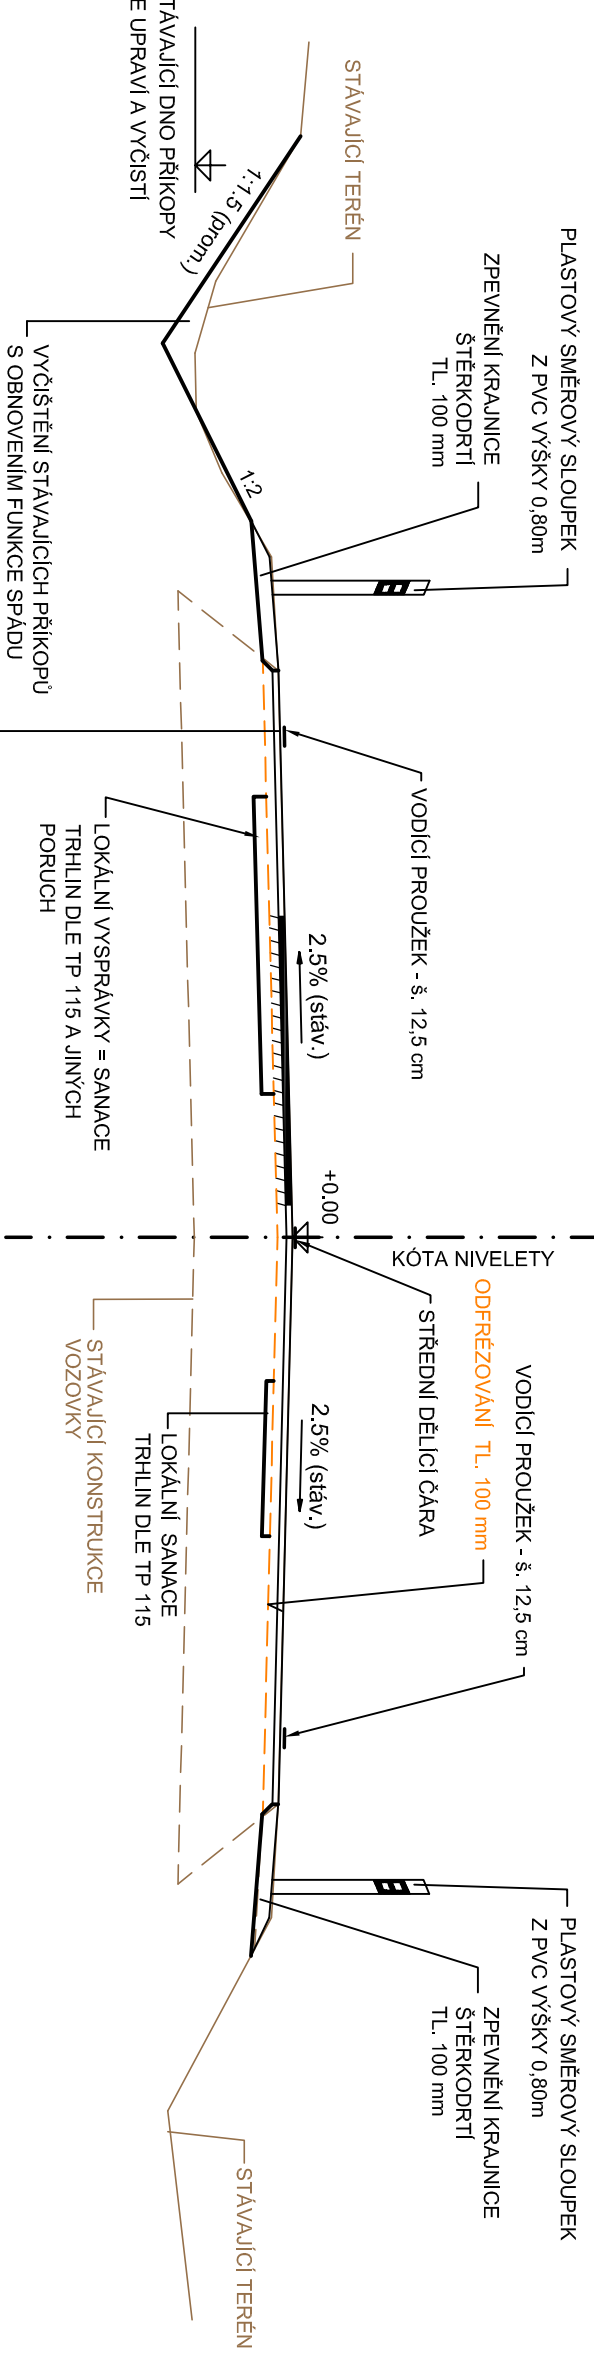 PLASTOVÝ SMĚROVÝ SLOUPEK
Z PVC VÝŠKY 0,80m
ZPEVNĚNÍ KRAJNICE
ŠTĚRKODRTÍ
TL. 100 mm
STÁVAJÍCÍ TERÉN
1:1.5 (prom.)
TÁVAJÍCÍ DNO PŘÍKOPY
E UPRAVÍ A VYČISTÍ
1:2
VYČIŠTĚNÍ STÁVAJÍCÍCH PŘÍKOPŮ
S OBNOVENÍM FUNKCE SPÁDU
VODÍCÍ PROUŽEK - š. 12,5 cm
2.5% (stáv.)
LOKÁLNÍ VYSPRÁVKY = SANACE
TRHLIN DLE TP 115 A JINÝCH
PORUCH
+0.00
KÓTA NIVELETY
STŘEDNÍ DĚLÍCÍ ČÁRA
ODFRÉZOVÁNÍ TL. 100 mm
VODÍCÍ PROUŽEK - š. 12,5 cm
2.5% (stáv.)
LOKÁLNÍ SANACE
TRHLIN DLE TP 115
STÁVAJÍCÍ KONSTRUKCE
VOZOVKY
PLASTOVÝ SMĚROVÝ SLOUPEK
Z PVC VÝŠKY 0,80m
ZPEVNĚNÍ KRAJNICE
ŠTĚRKODRTÍ
TL. 100 mm
STÁVAJÍCÍ TERÉN